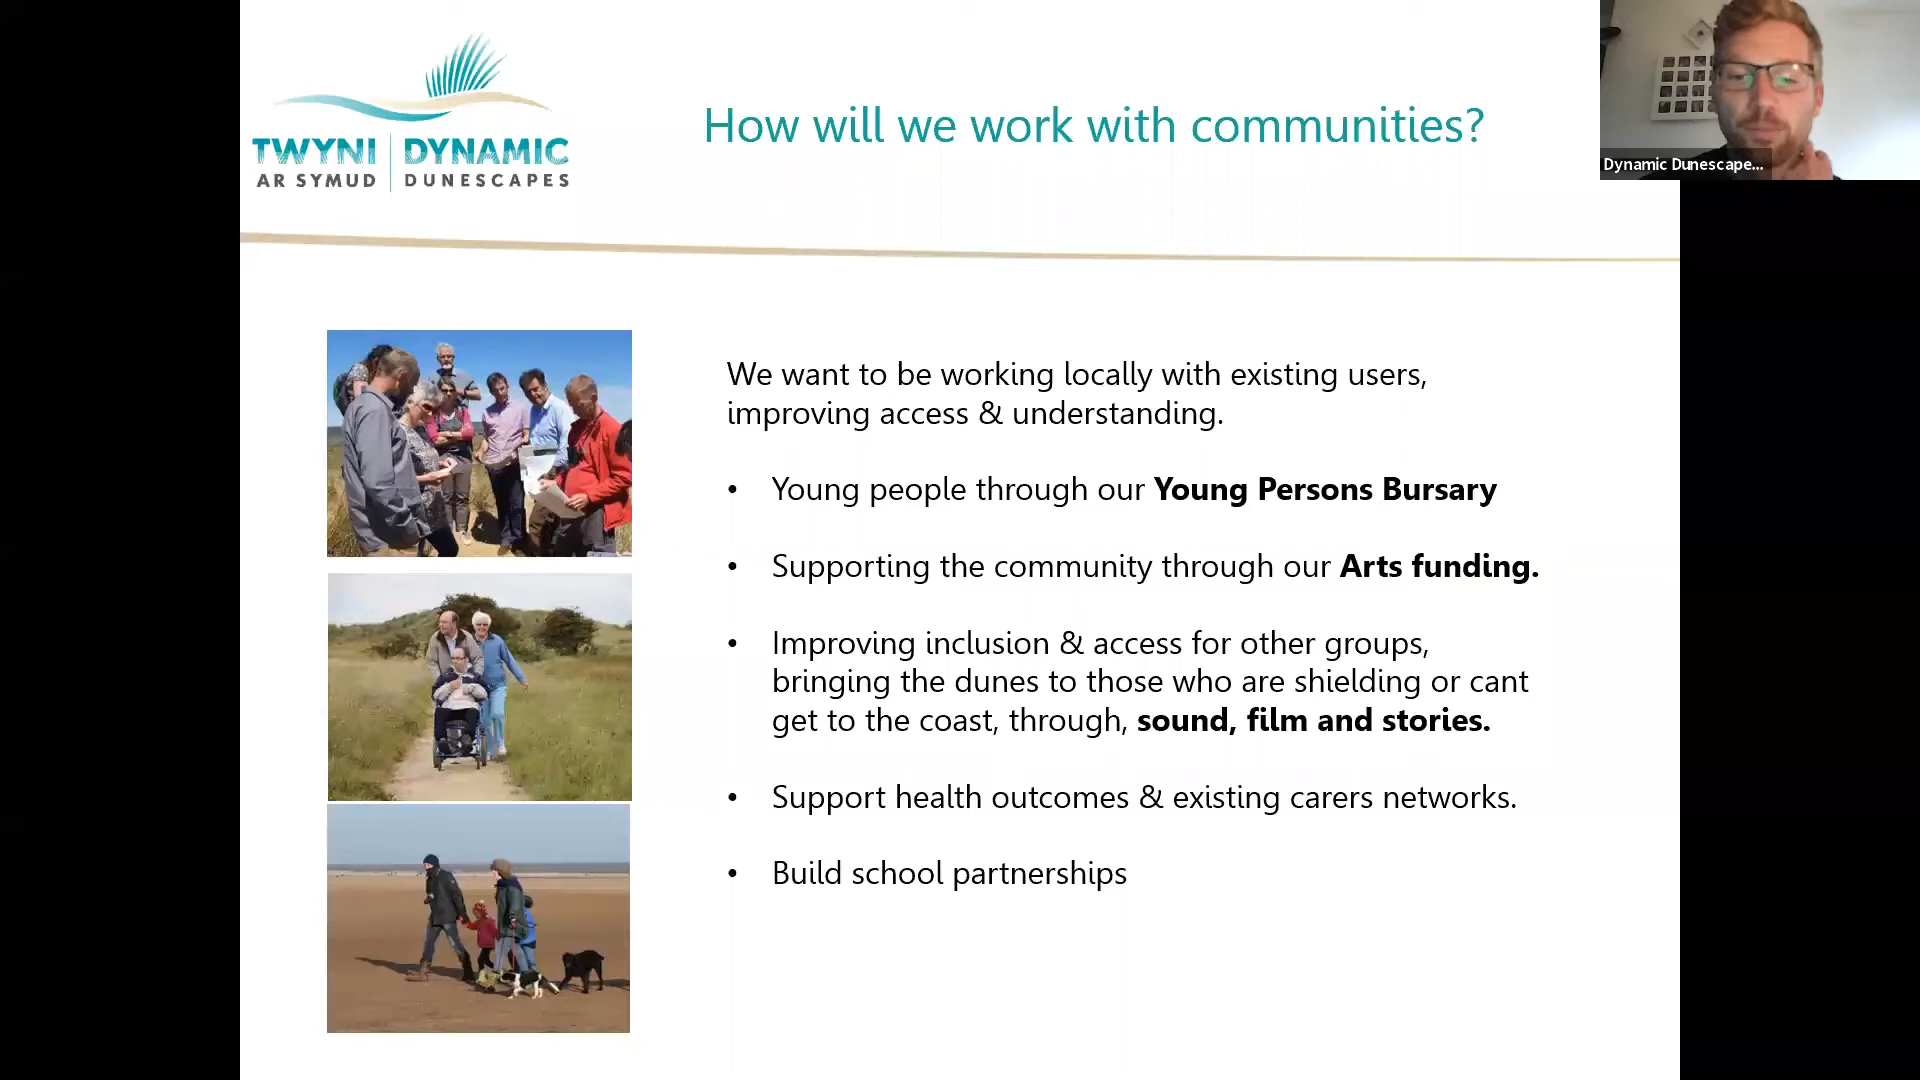 TWYNI
AR SYMUD
DYNAMIC
DUNESCAPES
How will we work with communities?
Dynamic Dunescape...
We want to be working locally with existing users,
improving access & understanding.
• Young people through our Young Persons Bursary
• Supporting the community through our Arts funding.
• Improving inclusion & access for other groups,
bringing the dunes to those who are shielding or cant
get to the coast, through, sound, film and stories.
• Support health outcomes & existing carers networks.
• Build school partnerships